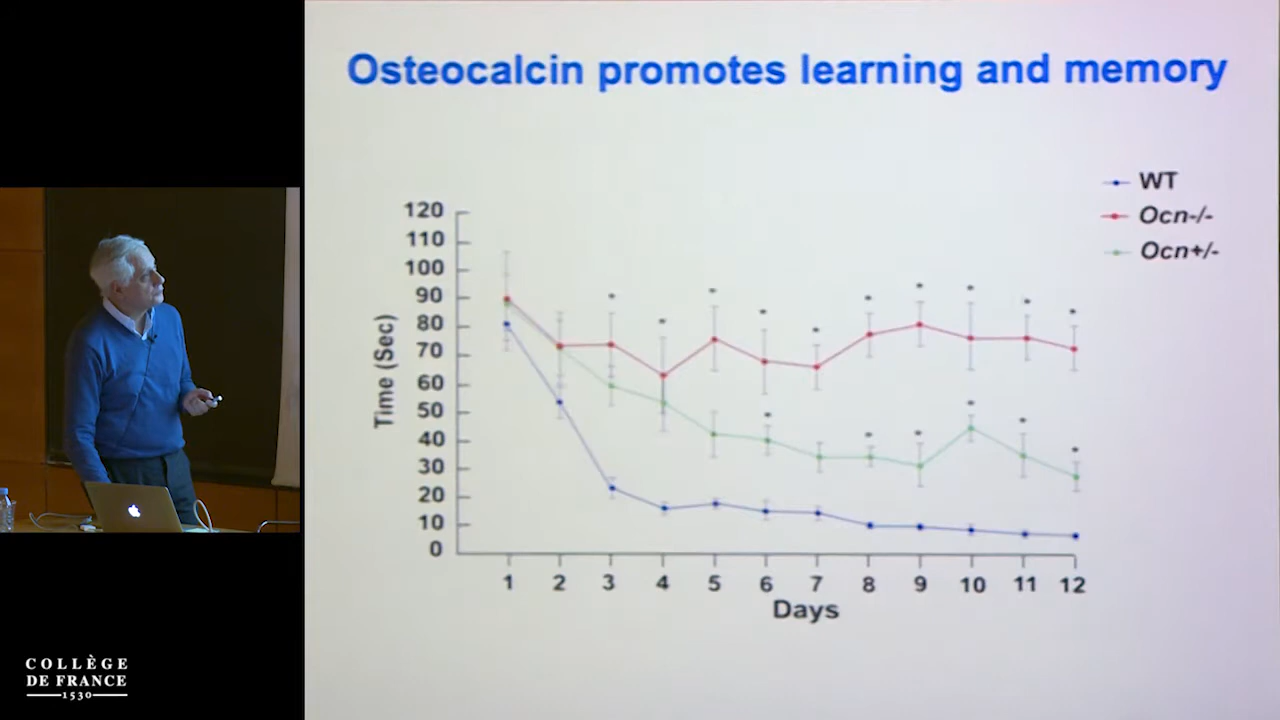 Osteocalcin promotes learning and memory
WT
Ocn-/-
Ocn+/-
Time (Sec)
120
110
100
90
80
70
60
50
40
30
20
10
0
1 2 3 4 5 6 7 8 9 10 11 12
Days
COLLÈGE
DE FRANCE
1530